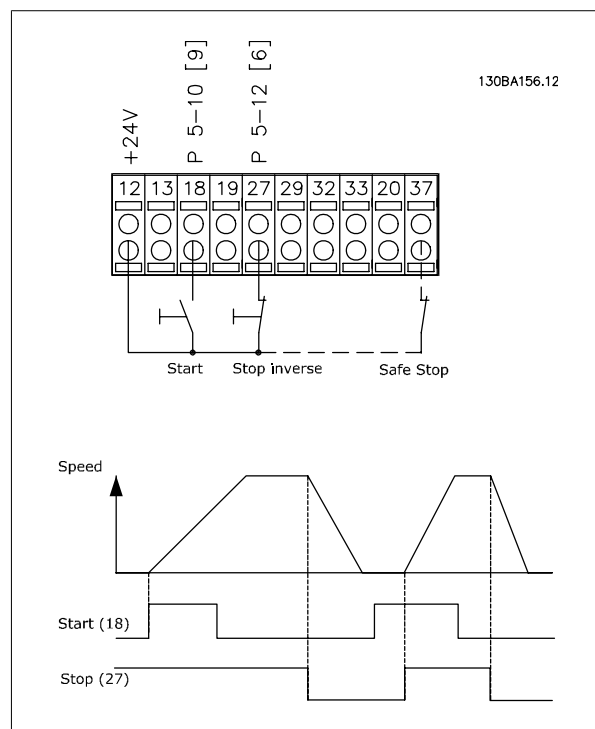 130BA156.12
+24V
P 5-10 [9]
P 5-12 [6]
12 13 18 19 27 29 32 33 20 37
Start
Stop inverse
Safe Stop
Speed
Start (18)
Stop (27)